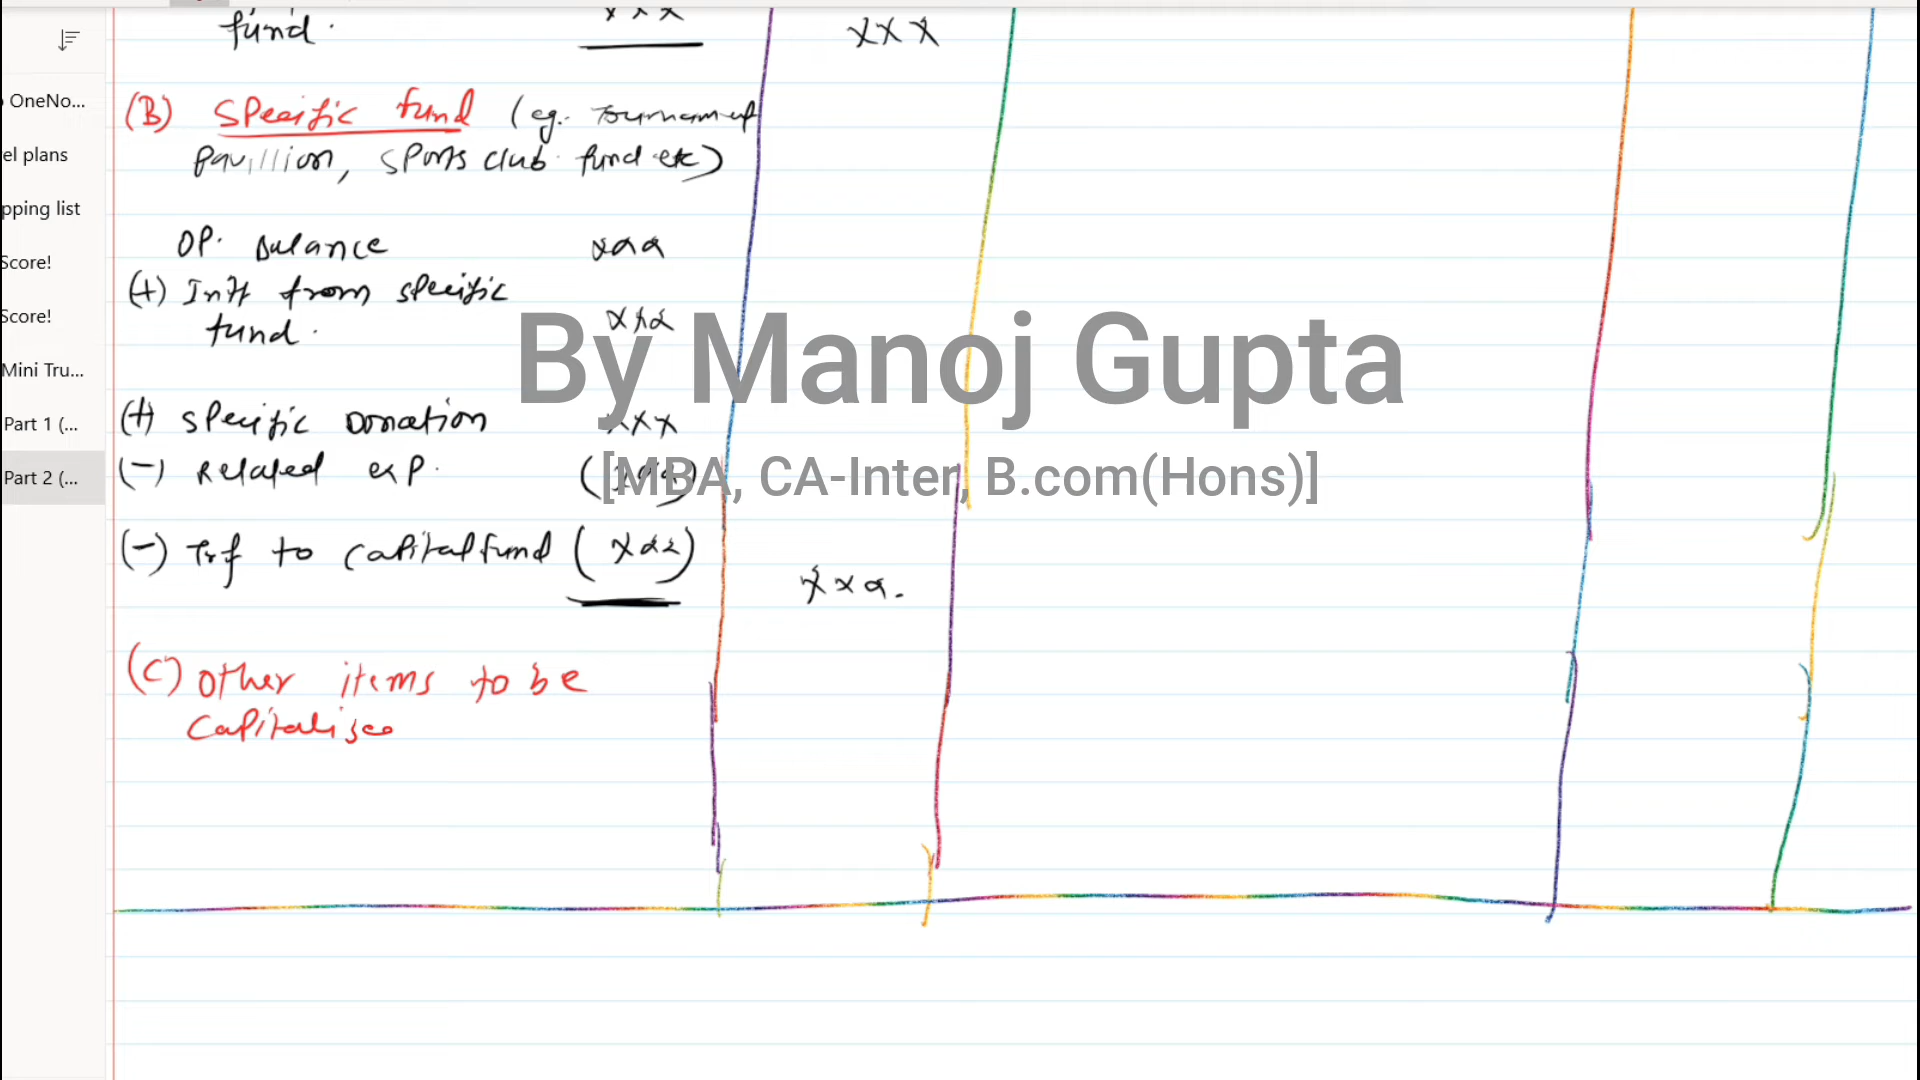 fund.
xxx
xxx
OneNo...
(B) Specific fund (eg. Tournament
el plans
pavillion, sports club fund etc)
pping list
OP. Balance xxx
Score!
(+) Intt from specific
fund. xxx
Score!
By Manoj Gupta
Mini Tru...
(+) Specific Donation xxx
Part 1 (...
(-) Related exp. (xxx)
[MBA, CA-Inter, B.com(Hons)]
Part 2 (...
(-) Trf to capital fund (xxx)
xxx.
(C) Other items to be
capitalised